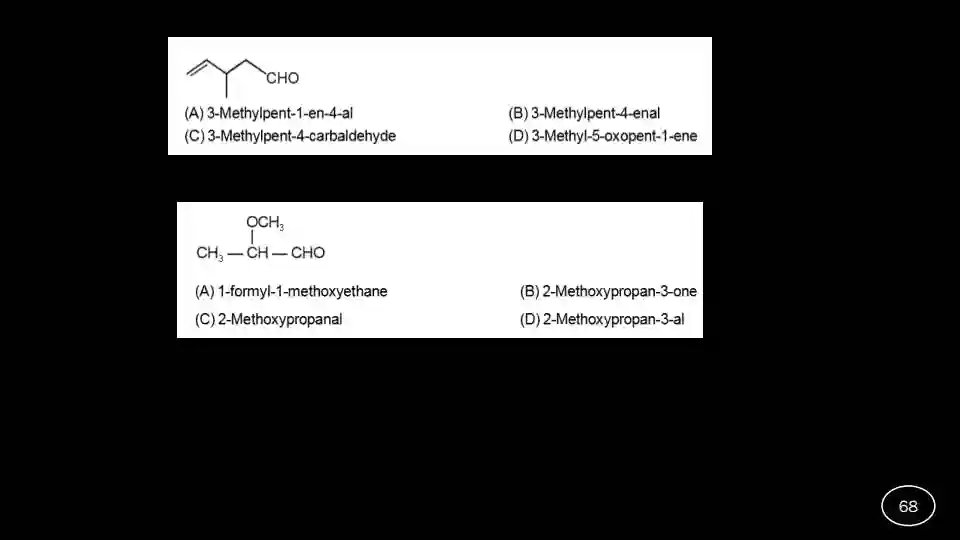 CHO
(A) 3-Methylpent-1-en-4-al (B) 3-Methylpent-4-enal
(C) 3-Methylpent-4-carbaldehyde (D) 3-Methyl-5-oxopent-1-ene
OCH₃
CH₃ — CH — CHO
(A) 1-formyl-1-methoxyethane (B) 2-Methoxypropan-3-one
(C) 2-Methoxypropanal (D) 2-Methoxypropan-3-al
68